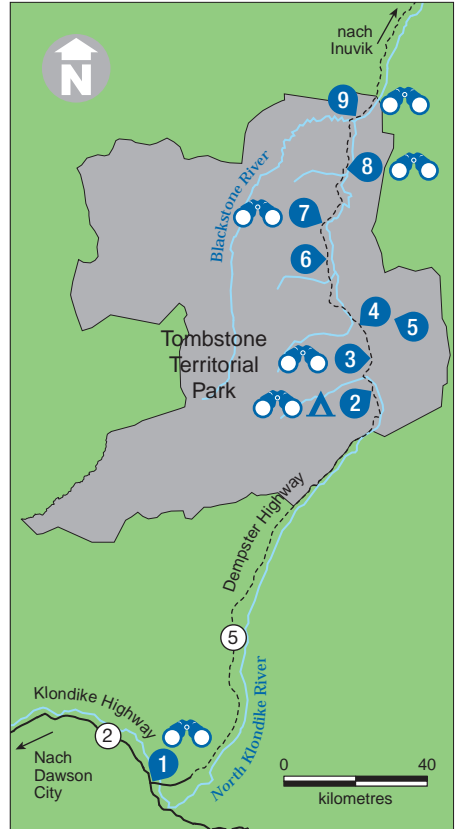 nach
Inuvik
N
9
8
Blackstone River
7
6
4
5
Tombstone
Territorial
Park
3
2
Dempster Highway
5
Klondike Highway
2
North Klondike River
1
Nach
Dawson
City
0 40
kilometres